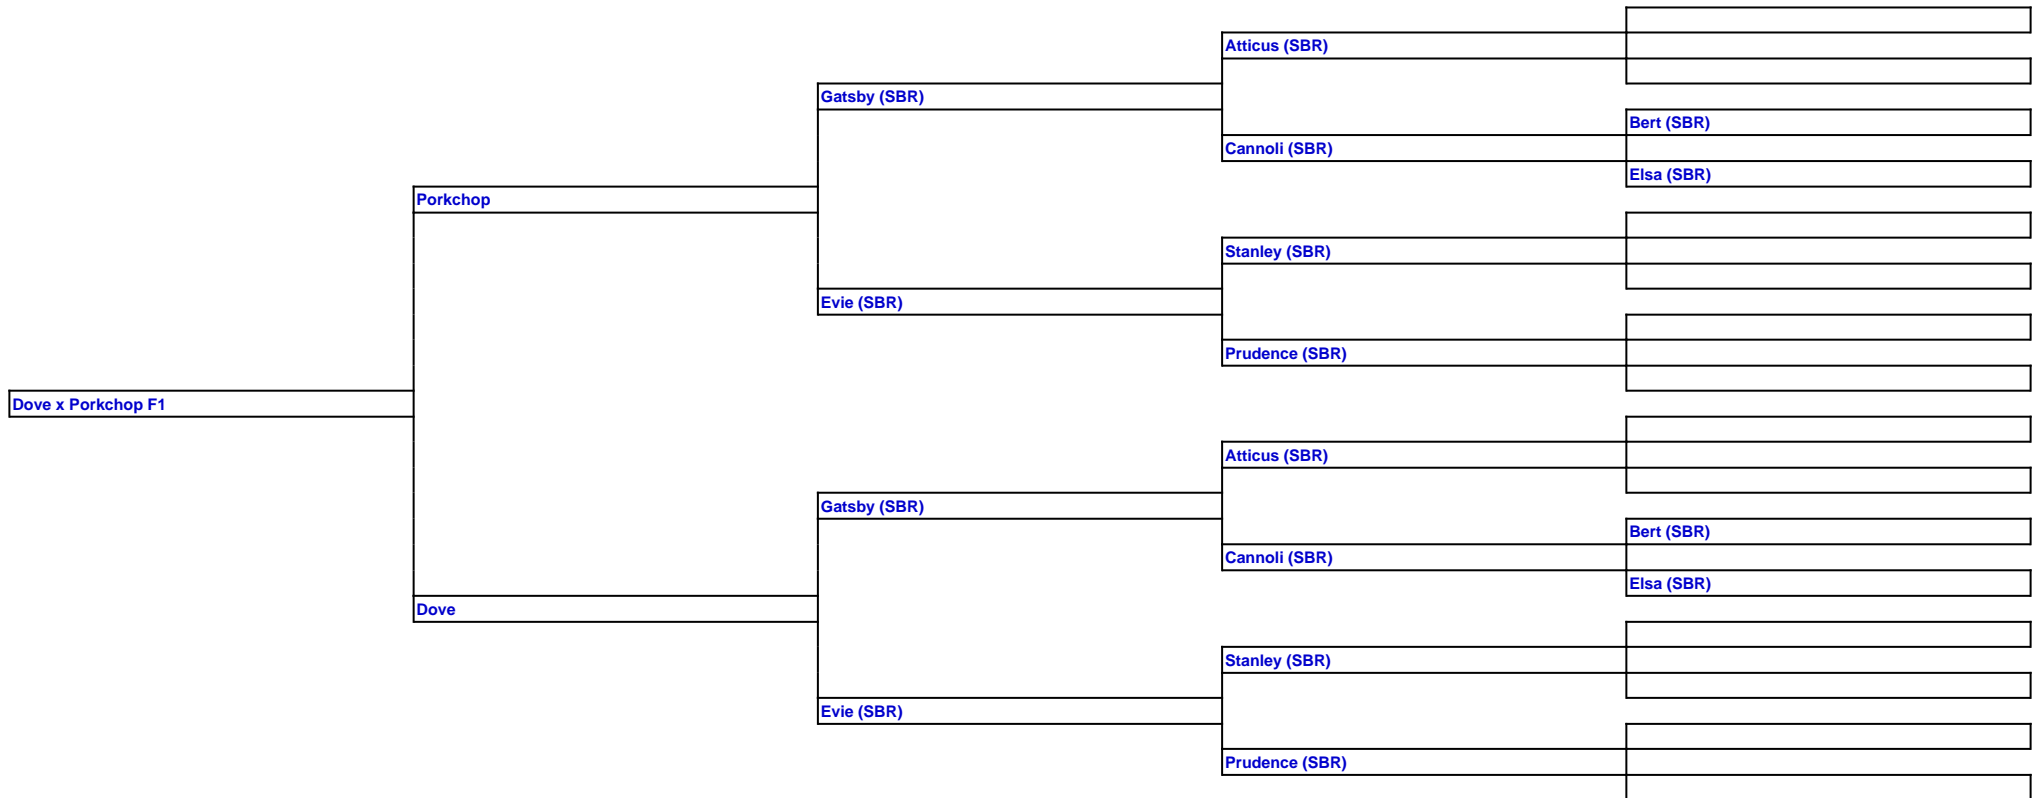 Atticus (SBR)
Gatsby (SBR)
Bert (SBR)
Cannoli (SBR)
Elsa (SBR)
Porkchop
Stanley (SBR)
Evie (SBR)
Prudence (SBR)
Dove x Porkchop F1
Atticus (SBR)
Gatsby (SBR)
Bert (SBR)
Cannoli (SBR)
Elsa (SBR)
Dove
Stanley (SBR)
Evie (SBR)
Prudence (SBR)